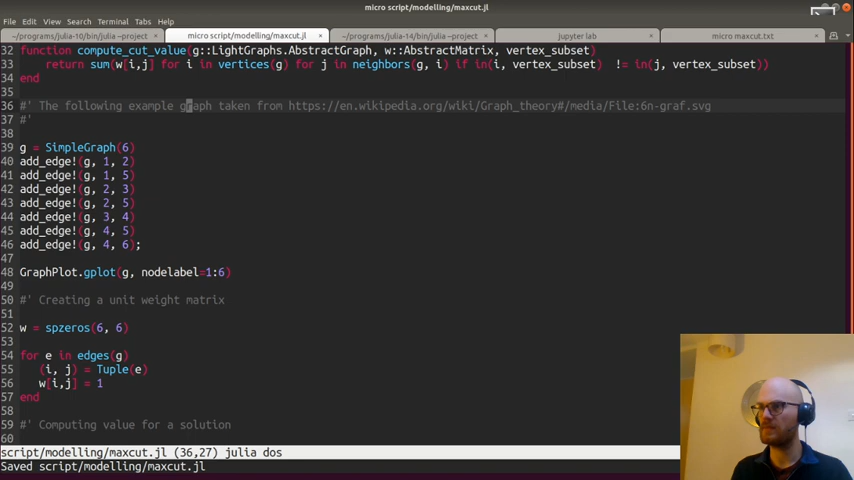 micro script/modelling/maxcut.jl
File Edit View Search Terminal Tabs Help
~/programs/julia-10/bin/julia –project × micro script/modelling/maxcut.jl × ~/programs/julia-14/bin/julia –project × jupyter lab × micro maxcut.txt ×
32 function compute_cut_value(g::LightGraphs.AbstractGraph, w::AbstractMatrix, vertex_subset)
33 return sum(w[i,j] for i in vertices(g) for j in neighbors(g, i) if in(i, vertex_subset) != in(j, vertex_subset))
34 end
35
36 #' The following example graph taken from https://en.wikipedia.org/wiki/Graph_theory#/media/File:6n-graf.svg
37 #'
38
39 g = SimpleGraph(6)
40 add_edge!(g, 1, 2)
41 add_edge!(g, 1, 5)
42 add_edge!(g, 2, 3)
43 add_edge!(g, 2, 5)
44 add_edge!(g, 3, 4)
45 add_edge!(g, 4, 5)
46 add_edge!(g, 4, 6);
47
48 GraphPlot.gplot(g, nodelabel=1:6)
49
50 #' Creating a unit weight matrix
51
52 w = spzeros(6, 6)
53
54 for e in edges(g)
55 (i, j) = Tuple(e)
56 w[i,j] = 1
57 end
58
59 #' Computing value for a solution
60
script/modelling/maxcut.jl (36,27) julia dos
Saved script/modelling/maxcut.jl